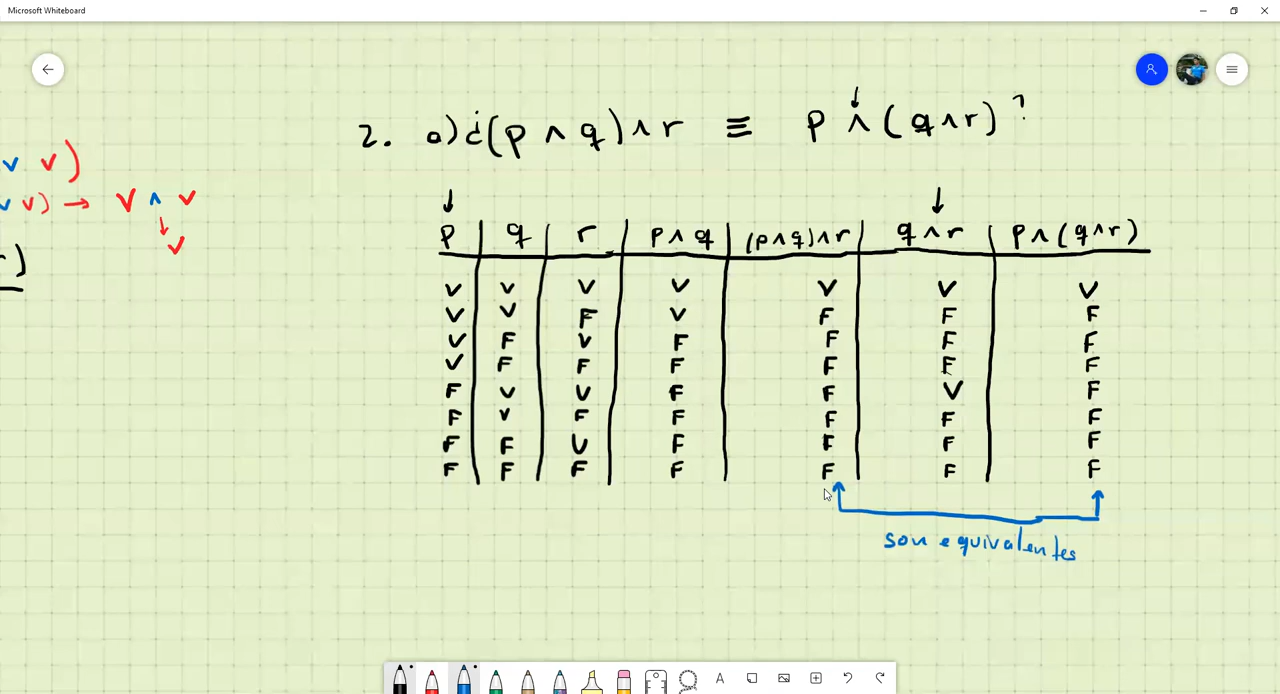 Microsoft Whiteboard
2. a) ¿(p ∧ q) ∧ r ≡ p ∧ (q ∧ r) ?
v v)
v v) → v ∧ v
v
r)
p q r p ∧ q (p ∧ q) ∧ r q ∧ r p ∧ (q ∧ r)
V V V V V V V
V V F V F F F
V F V F F F F
V F F F F F F
F V V F F V F
F V F F F F F
F F V F F F F
F F F F F F F
son equivalentes
A